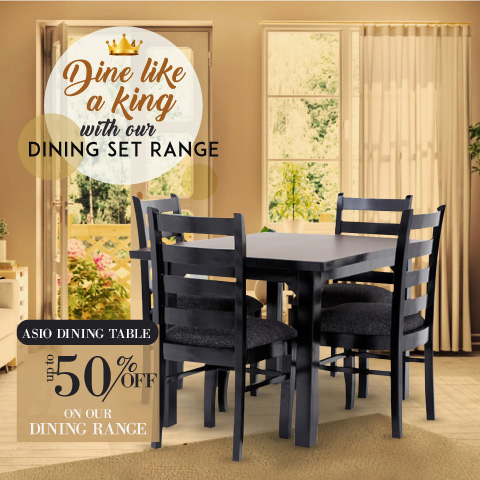 Dine like
a king
with our
DINING SET RANGE
ASIO DINING TABLE
up to 50% OFF
ON OUR
DINING RANGE